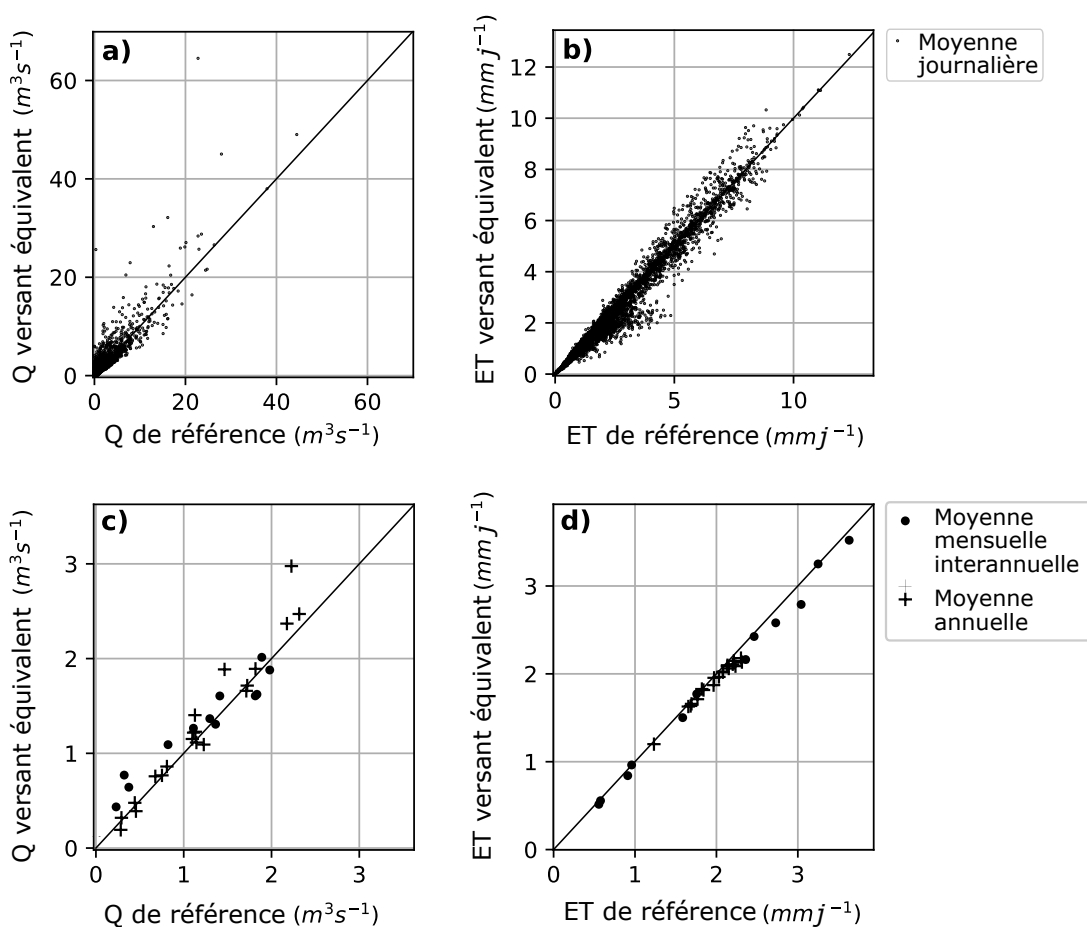 a)
Q versant équivalent (m³s⁻¹)
60
40
20
0
0 20 40 60
Q de référence (m³s⁻¹)
b)
ET versant équivalent (mm j⁻¹)
12
10
8
6
4
2
0
0 5 10
ET de référence (mm j⁻¹)
Moyenne
journalière
c)
Q versant équivalent (m³s⁻¹)
3
2
1
0
0 1 2 3
Q de référence (m³s⁻¹)
d)
ET versant équivalent (mm j⁻¹)
3
2
1
0
0 1 2 3
ET de référence (mm j⁻¹)
Moyenne
mensuelle
interannuelle
Moyenne
annuelle